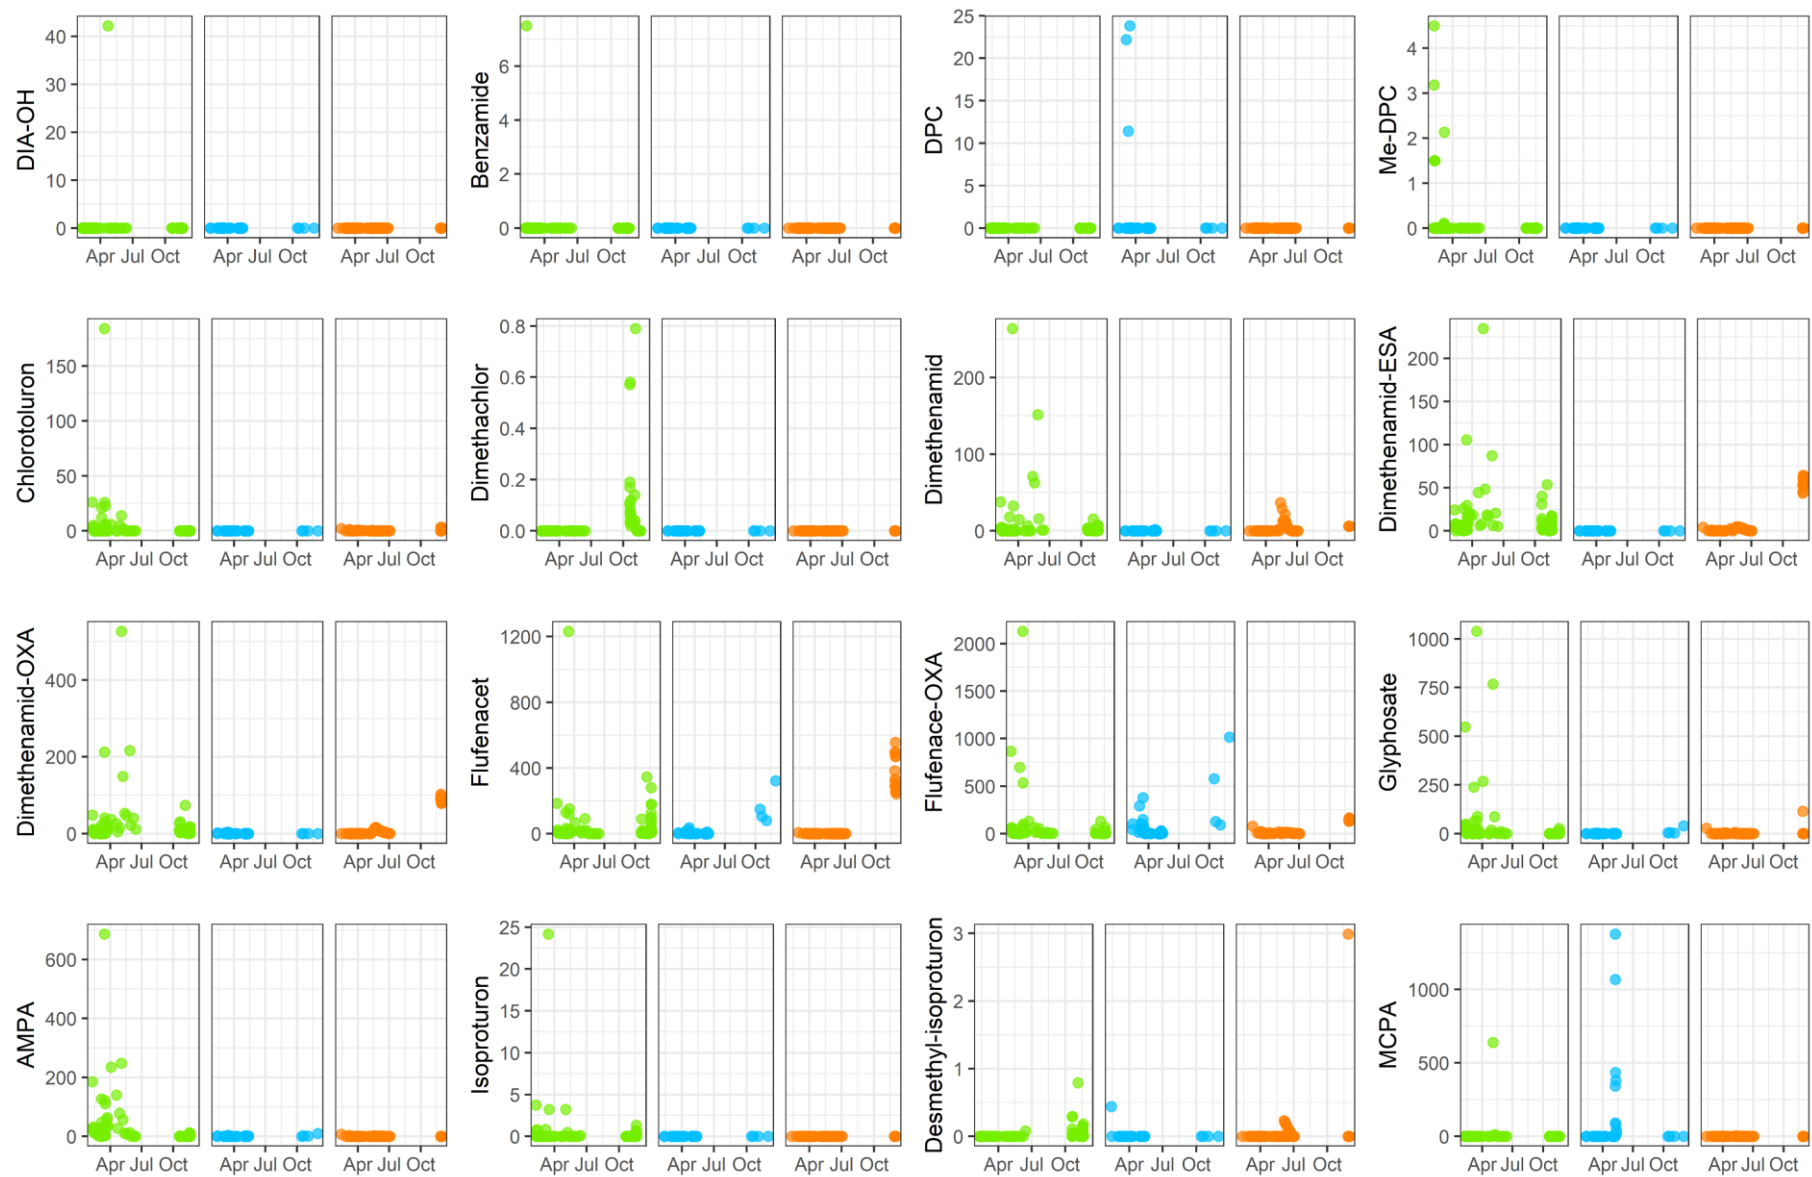 DIA-OH
40
30
20
10
0
Apr Jul Oct
Apr Jul Oct
Apr Jul Oct
Benzamide
6
4
2
0
Apr Jul Oct
Apr Jul Oct
Apr Jul Oct
DPC
25
20
15
10
5
0
Apr Jul Oct
Apr Jul Oct
Apr Jul Oct
Me-DPC
4
3
2
1
0
Apr Jul Oct
Apr Jul Oct
Apr Jul Oct
Chlorotoluron
150
100
50
0
Apr Jul Oct
Apr Jul Oct
Apr Jul Oct
Dimethachlor
0.8
0.6
0.4
0.2
0.0
Apr Jul Oct
Apr Jul Oct
Apr Jul Oct
Dimethenamid
200
100
0
Apr Jul Oct
Apr Jul Oct
Apr Jul Oct
Dimethenamid-ESA
200
150
100
50
0
Apr Jul Oct
Apr Jul Oct
Apr Jul Oct
Dimethenamid-OXA
400
200
0
Apr Jul Oct
Apr Jul Oct
Apr Jul Oct
Flufenacet
1200
800
400
0
Apr Jul Oct
Apr Jul Oct
Apr Jul Oct
Flufenace-OXA
2000
1500
1000
500
0
Apr Jul Oct
Apr Jul Oct
Apr Jul Oct
Glyphosate
1000
750
500
250
0
Apr Jul Oct
Apr Jul Oct
Apr Jul Oct
AMPA
600
400
200
0
Apr Jul Oct
Apr Jul Oct
Apr Jul Oct
Isoproturon
25
20
15
10
5
0
Apr Jul Oct
Apr Jul Oct
Apr Jul Oct
Desmethyl-isoproturon
3
2
1
0
Apr Jul Oct
Apr Jul Oct
Apr Jul Oct
MCPA
1000
500
0
Apr Jul Oct
Apr Jul Oct
Apr Jul Oct